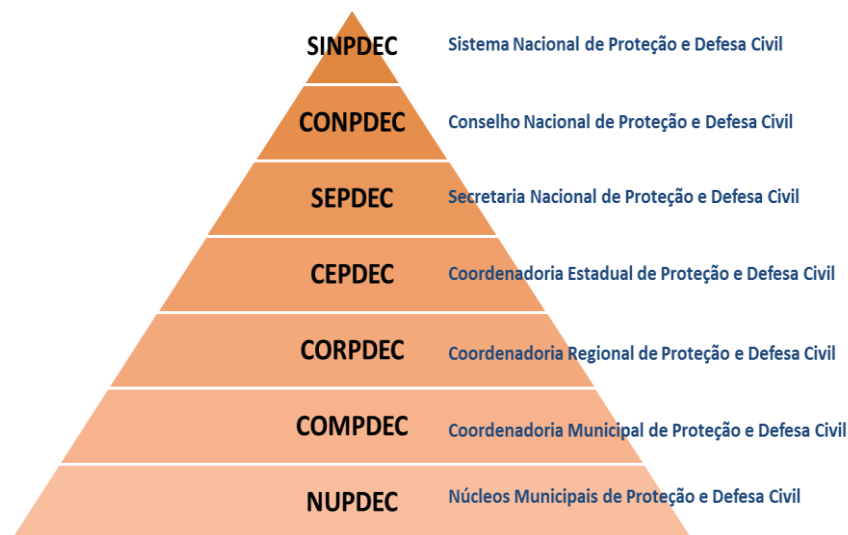 SINPDEC Sistema Nacional de Proteção e Defesa Civil
CONPDEC Conselho Nacional de Proteção e Defesa Civil
SEPDEC Secretaria Nacional de Proteção e Defesa Civil
CEPDEC Coordenadoria Estadual de Proteção e Defesa Civil
CORPDEC Coordenadoria Regional de Proteção e Defesa Civil
COMPDEC Coordenadoria Municipal de Proteção e Defesa Civil
NUPDEC Núcleos Municipais de Proteção e Defesa Civil